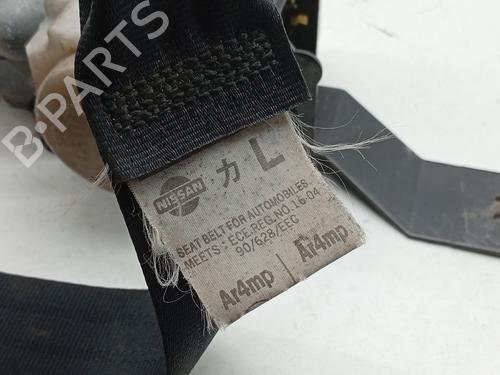 B-PARTS
NISSAN カ L
SEAT BELT FOR AUTOMOBILES
MEETS : ECE.REG.NO.16-04
90/628/EEC
Ar4mp | Ar4mp